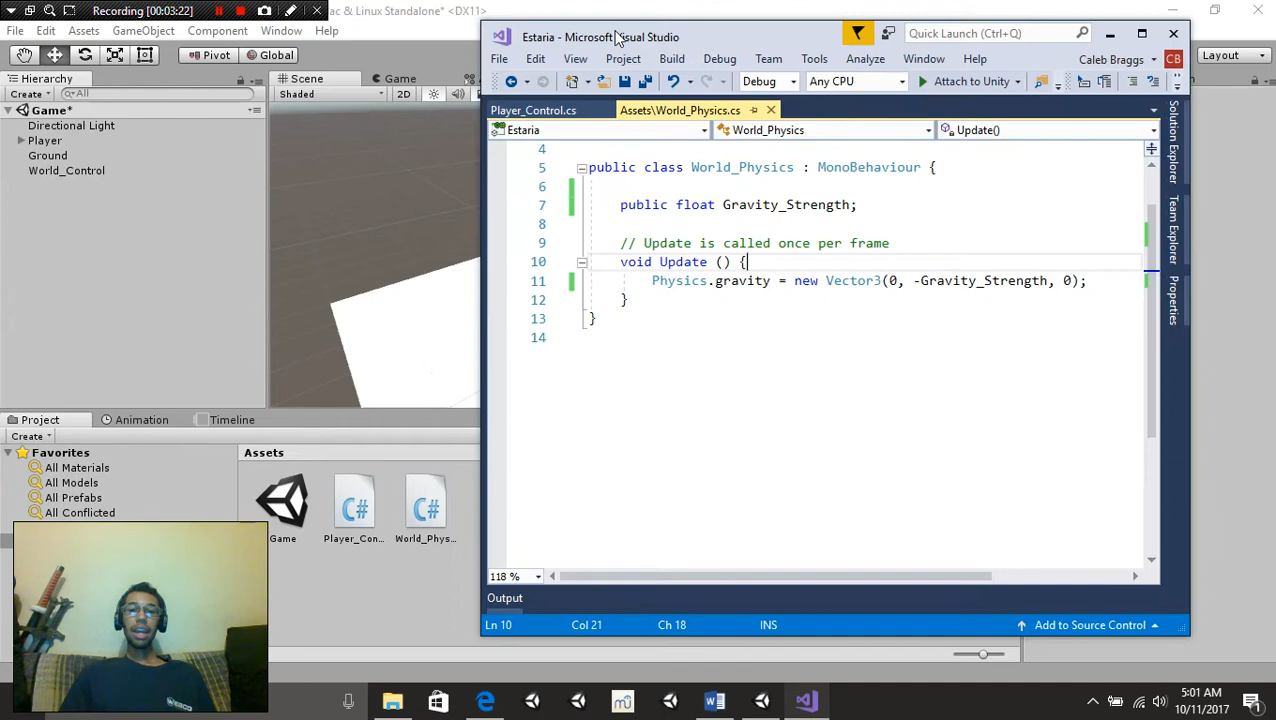 Recording [00:03:22]
ac & Linux Standalone* <DX11>
File Edit Assets GameObject Component Window Help
Pivot Global
Layout
Hierarchy
Create All
Game*
Directional Light
Player
Ground
World_Control
Scene
Game
Shaded
2D
Estaria - Microsoft Visual Studio
Quick Launch (Ctrl+Q)
File Edit View Project Build Debug Team Tools Analyze Window Help
Caleb Braggs
CB
Debug
Any CPU
Attach to Unity
Player_Control.cs
Assets\World_Physics.cs
Estaria
World_Physics
Update()
4
5 public class World_Physics : MonoBehaviour {
6
7 public float Gravity_Strength;
8
9 // Update is called once per frame
10 void Update () {
11 Physics.gravity = new Vector3(0, -Gravity_Strength, 0);
12 }
13 }
14
Solution Explorer
Team Explorer
Properties
118 %
Output
Ln 10
Col 21
Ch 18
INS
Add to Source Control
Project
Animation
Timeline
Create
Favorites
All Materials
All Models
All Prefabs
All Conflicted
Assets
C#
C#
Game
Player_Con...
World_Phys...
5:01 AM
10/11/2017